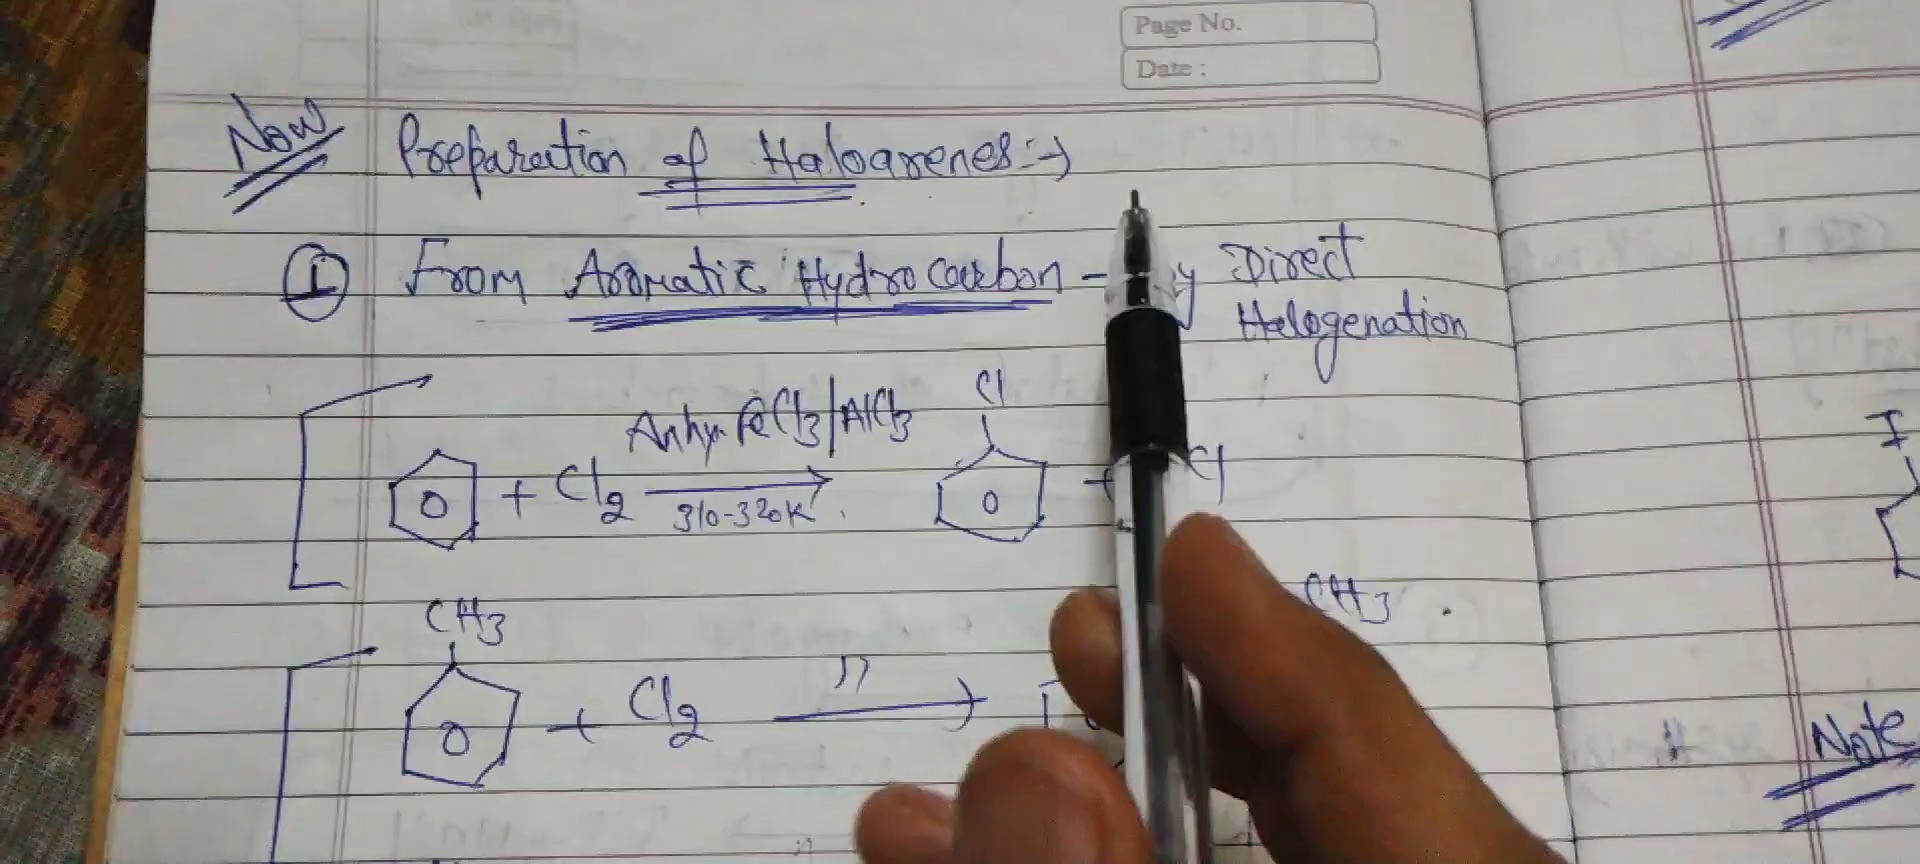 Page No.
Date :
Now Preparation of Haloarenes :→
① From Aromatic Hydrocarbon - Direct
Halogenation
Cl
Anhy. FeCl3/AlCl3
+ Cl2 → +
310-320K
CH3
CH3
+ Cl2 →
I
Note